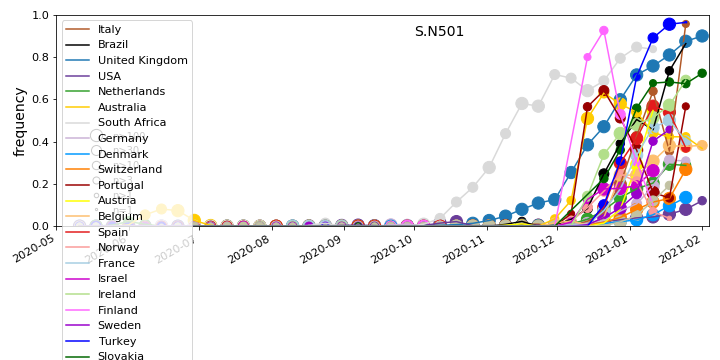 S.N501
frequency
1.0
0.8
0.6
0.4
0.2
0.0
Italy
Brazil
United Kingdom
USA
Netherlands
Australia
South Africa
Germany
Denmark
Switzerland
Portugal
Austria
Belgium
Spain
Norway
France
Israel
Ireland
Finland
Sweden
Turkey
Slovakia
2020-05
2020-07
2020-08
2020-09
2020-10
2020-11
2020-12
2021-01
2021-02